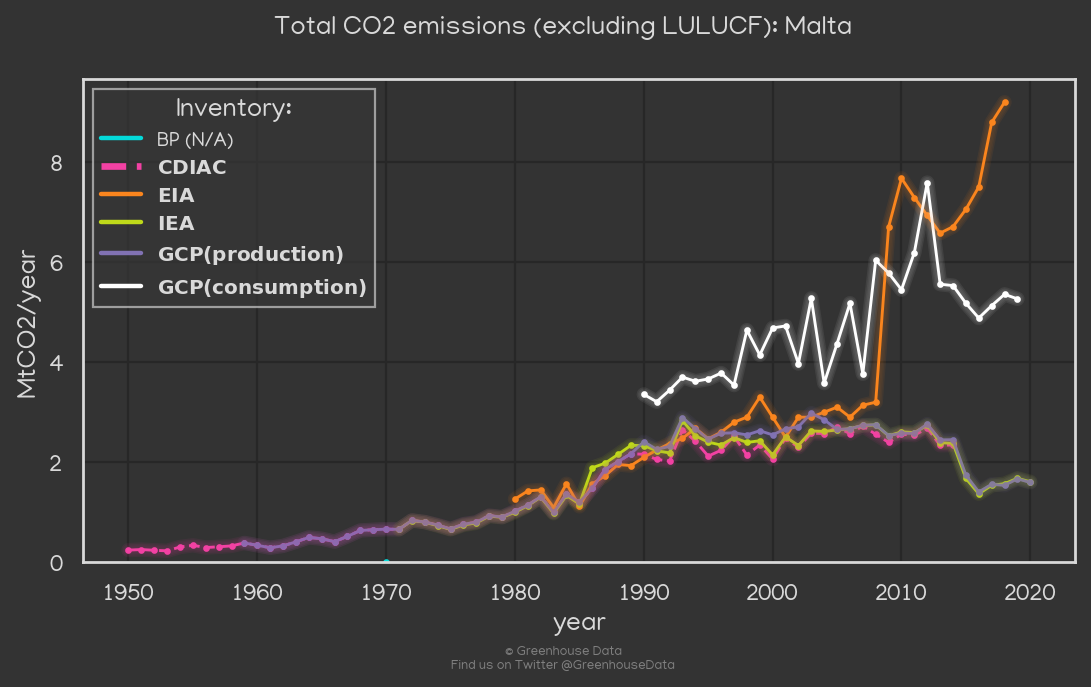 Total CO2 emissions (excluding LULUCF): Malta
Inventory:
BP (N/A)
CDIAC
EIA
IEA
GCP(production)
GCP(consumption)
MtCO2/year
8
6
4
2
0
1950 1960 1970 1980 1990 2000 2010 2020
year
© Greenhouse Data
Find us on Twitter @GreenhouseData